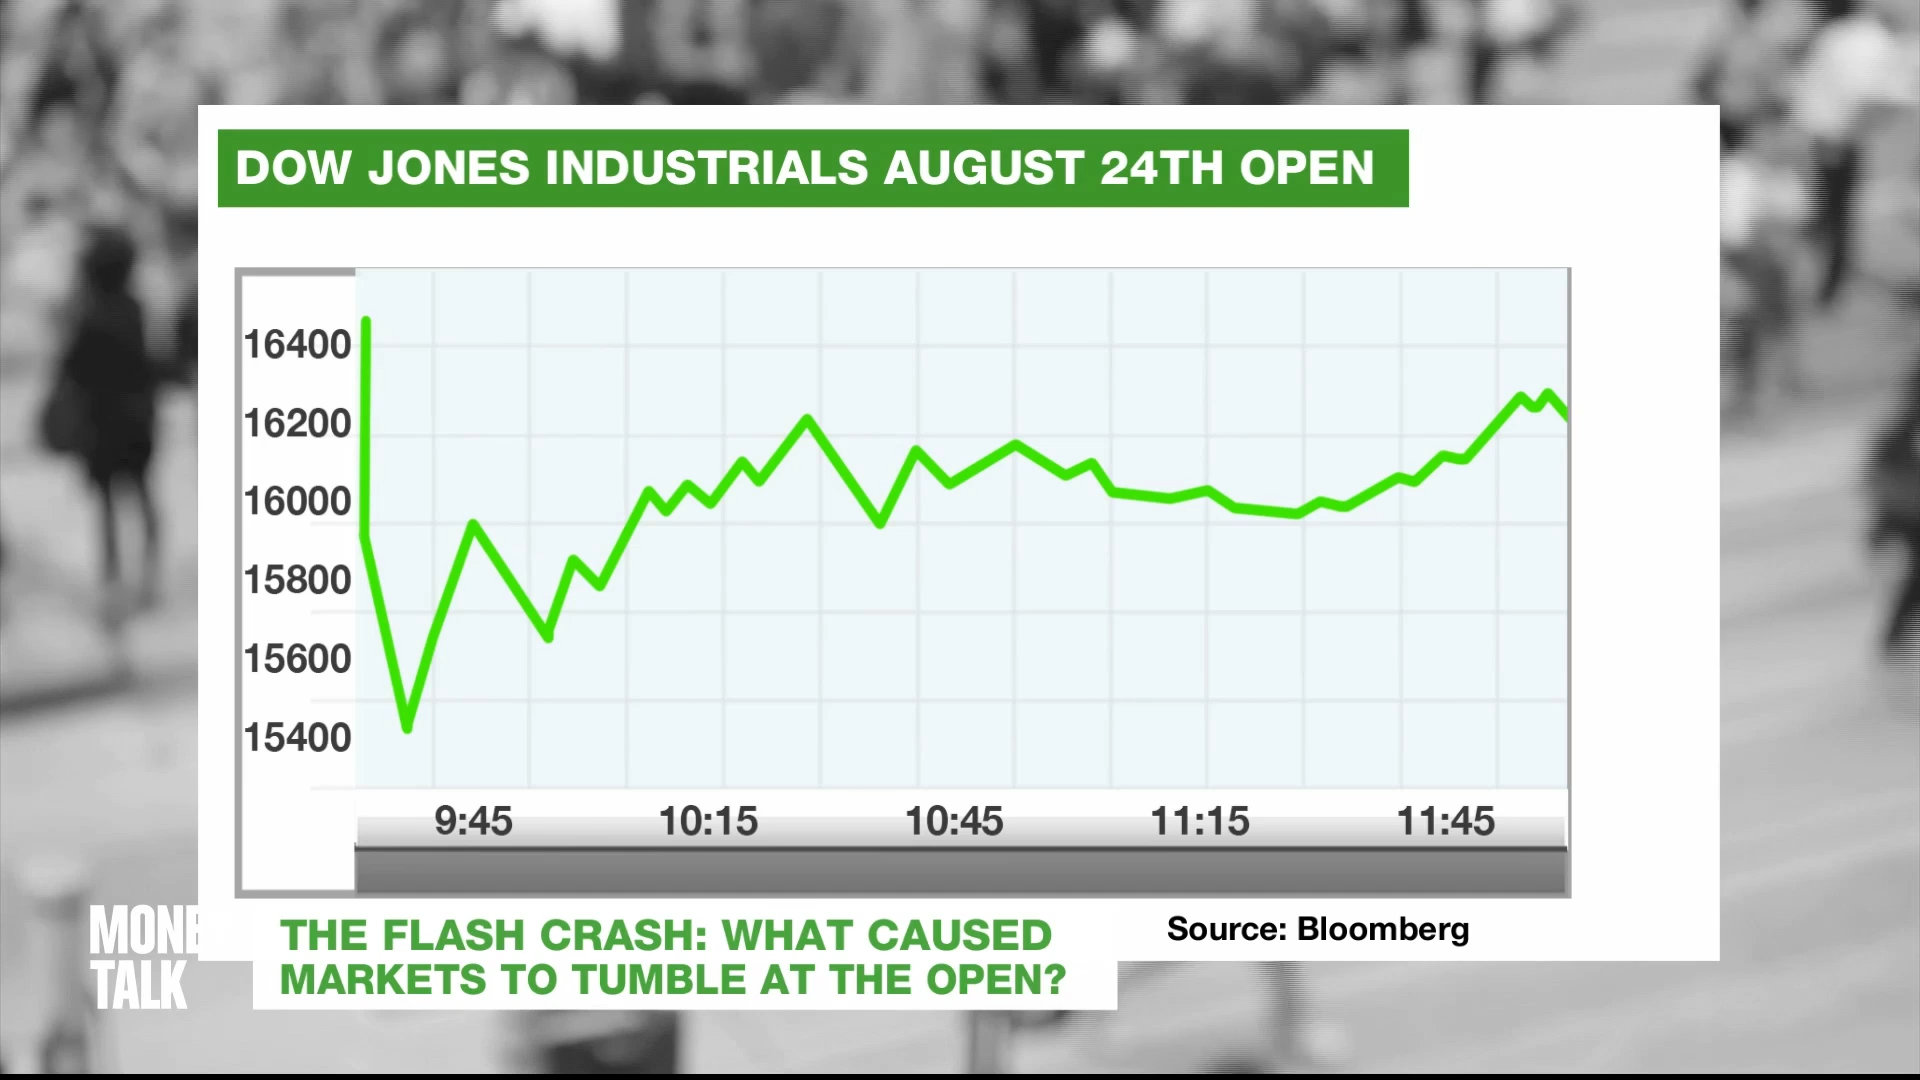 DOW JONES INDUSTRIALS AUGUST 24TH OPEN
16400
16200
16000
15800
15600
15400
9:45 10:15 10:45 11:15 11:45
Source: Bloomberg
THE FLASH CRASH: WHAT CAUSED
MARKETS TO TUMBLE AT THE OPEN?
MONEY
TALK